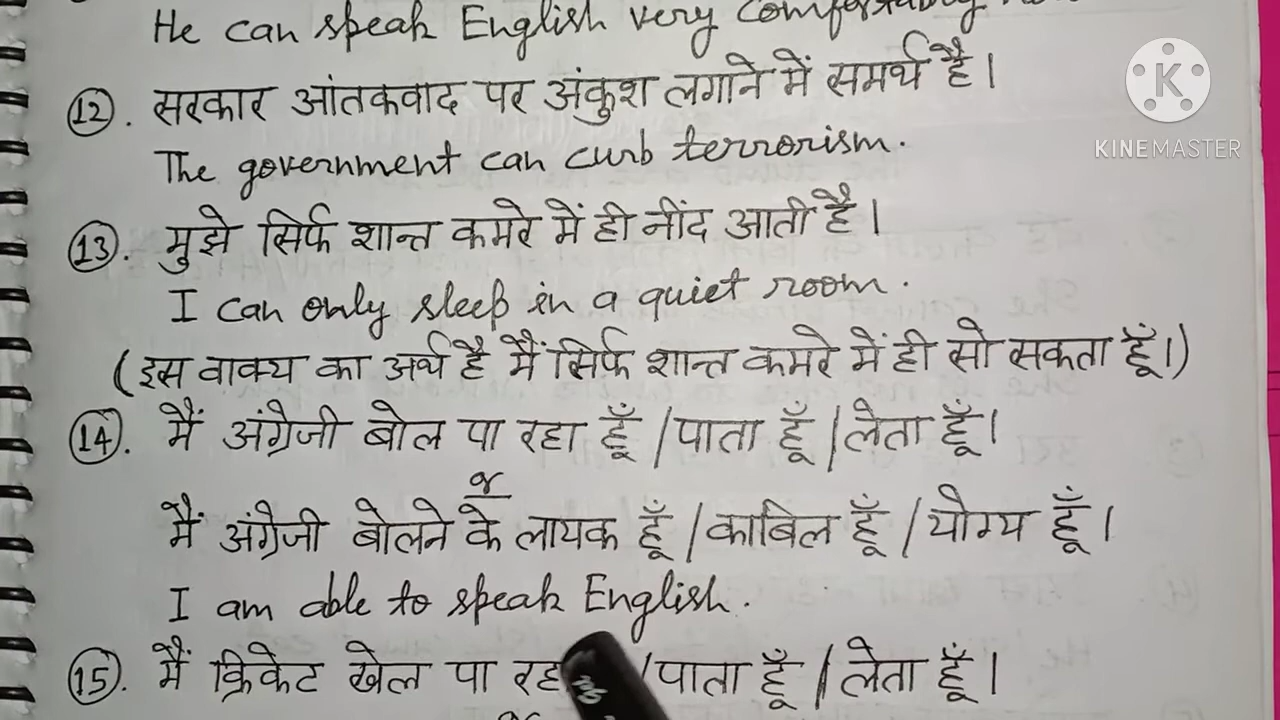 He can speak English very comfortably
(12). सरकार आंतकवाद पर अंकुश लगाने में समर्थ है।
The government can curb terrorism.
(13). मुझे सिर्फ शान्त कमरे में ही नींद आती है।
I can only sleep in a quiet room.
(इस वाक्य का अर्थ है मैं सिर्फ शान्त कमरे में ही सो सकता हूँ।)
(14). मैं अंग्रेजी बोल पा रहा हूँ /पाता हूँ /लेता हूँ।
or
मैं अंग्रेजी बोलने के लायक हूँ /काबिल हूँ /योग्य हूँ।
I am able to speak English.
(15). मैं क्रिकेट खेल पा रहा /पाता हूँ /लेता हूँ।
K
KINEMASTER